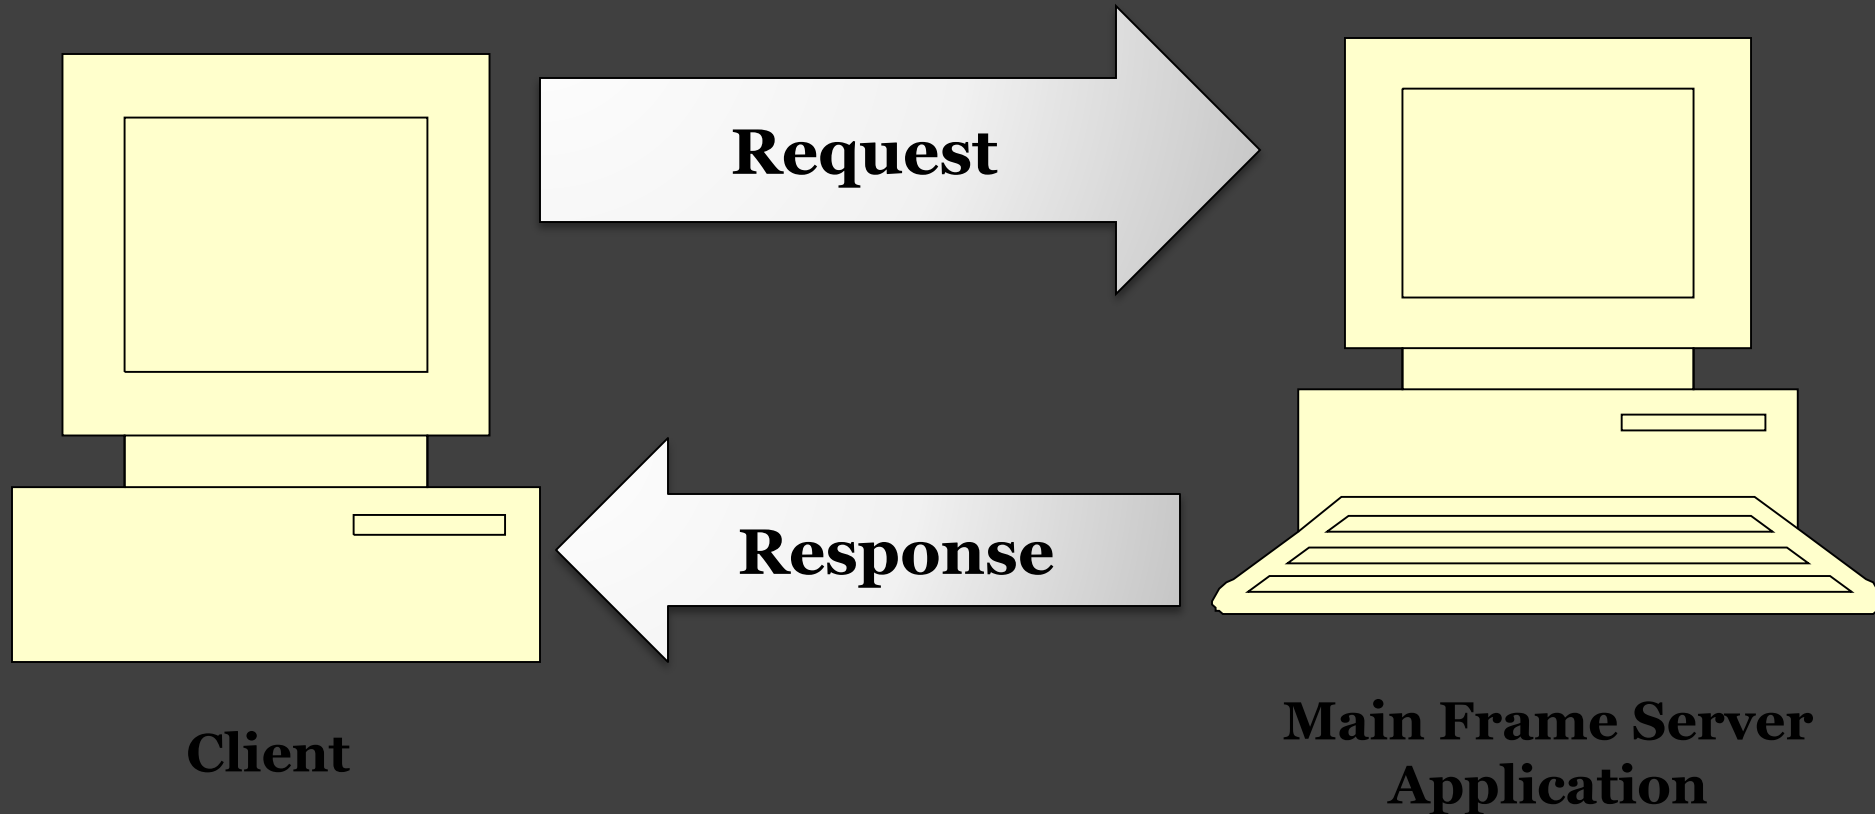 Request
Response
Client
Main Frame Server
Application